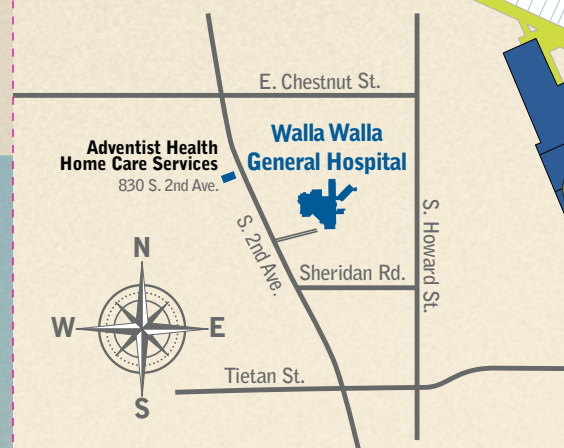 E. Chestnut St.
Walla Walla
General Hospital
Adventist Health
Home Care Services
830 S. 2nd Ave.
S. 2nd Ave.
S. Howard St.
Sheridan Rd.
N
W
E
S
Tietan St.